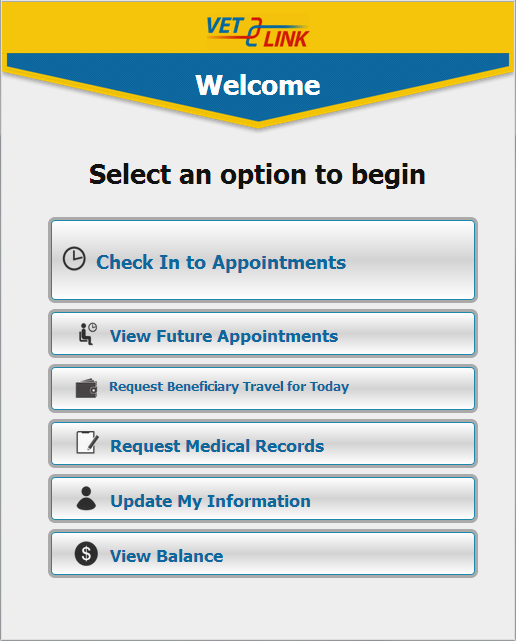 VET LINK
Welcome
Select an option to begin
Check In to Appointments
View Future Appointments
Request Beneficiary Travel for Today
Request Medical Records
Update My Information
$ View Balance